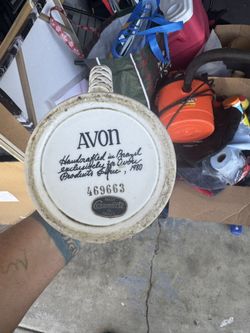 AVON
Handcrafted in Brazil
exclusively for Avon
Products, Inc., 1980
469663
Ceramarte